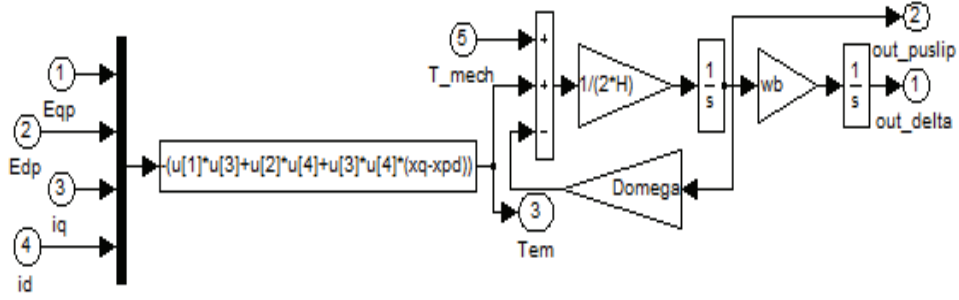 1
Eqp
2
Edp
3
iq
4
id
-(u[1]*u[3]+u[2]*u[4]+u[3]*u[4]*(xq-xpd))
5
T_mech
+
+
-
1/(2*H)
1
s
wb
1
s
2
out_puslip
1
out_delta
Domega
3
Tem